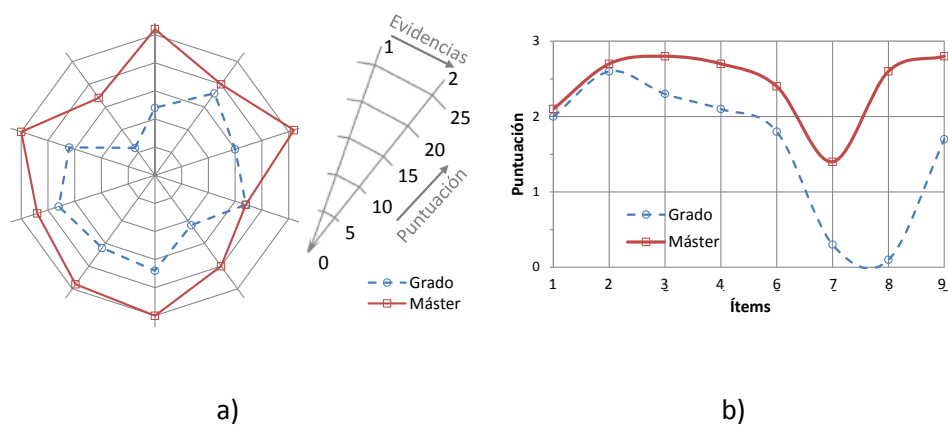 Evidencias
1
2
25
20
15
10
5
0
Puntuación
Grado
Máster
a)
Puntuación
3
2
1
0
Grado
Máster
1 2 3 4 6 7 8 9
Ítems
b)